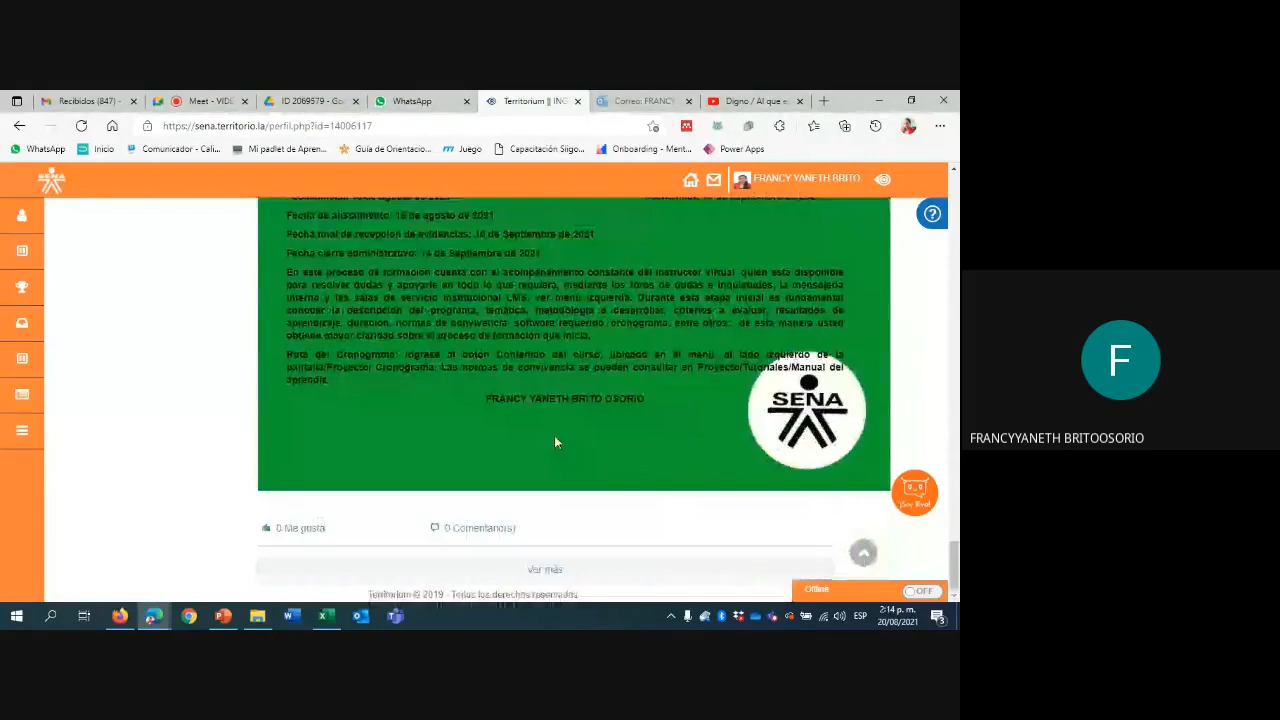 Recibidos (847) -
Meet - VIDE
ID 2069579 - Go
WhatsApp
Territorium || ING
Correo: FRANCY
Digno / Al que e
https://sena.territorio.la/perfil.php?id=14006117
WhatsApp
Inicio
Comunicador - Cali...
Mi padlet de Apren...
Guía de Orientacio...
Juego
Capacitación Siigo...
Onboarding - Ment...
Power Apps
SENA
FRANCY YANETH BRITO.
Fecha de alistamiento: 18 de agosto de 2021
Fecha final de recepción de evidencias: 10 de Septiembre de 2021
Fecha cierre administrativo: 14 de Septiembre de 2021
En este proceso de formación cuenta con el acompañamiento constante del instructor virtual quien está disponible
para resolver dudas y apoyarle en todo lo que requiera, mediante los foros de dudas e inquietudes, la mensajería
interna y las salas de servicio institucional LMS, ver menú izquierda. Durante esta etapa inicial es fundamental
conocer la descripción del programa, temática, metodología a desarrollar, criterios a evaluar, resultados de
aprendizaje, duración, normas de convivencia, software requerido, cronograma, entre otros; de esta manera usted
obtiene mayor claridad sobre el proceso de formación que inicia.
Ruta del Cronograma: Ingrese al botón Contenido del curso, ubicado en el menú, al lado izquierdo de la
pantalla/Proyecto/ Cronograma. Las normas de convivencia se pueden consultar en Proyecto/Tutoriales/Manual del
aprendiz.
FRANCY YANETH BRITO OSORIO
SENA
¡Soy Eva!
0 Me gusta
0 Comentario(s)
Ver más
Territorium © 2019 - Todos los derechos reservados
Offline
OFF
ESP
2:14 p. m.
20/08/2021
3
F
FRANCYYANETH BRITOOSORIO